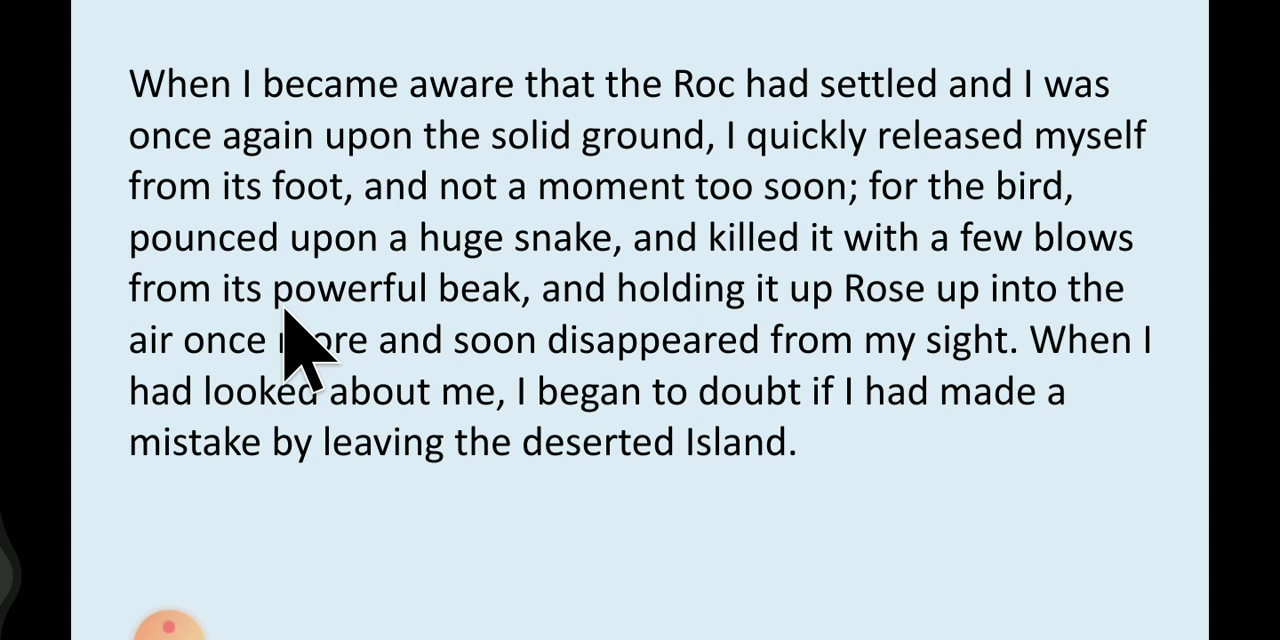 When I became aware that the Roc had settled and I was
once again upon the solid ground, I quickly released myself
from its foot, and not a moment too soon; for the bird,
pounced upon a huge snake, and killed it with a few blows
from its powerful beak, and holding it up Rose up into the
air once more and soon disappeared from my sight. When I
had looked about me, I began to doubt if I had made a
mistake by leaving the deserted Island.